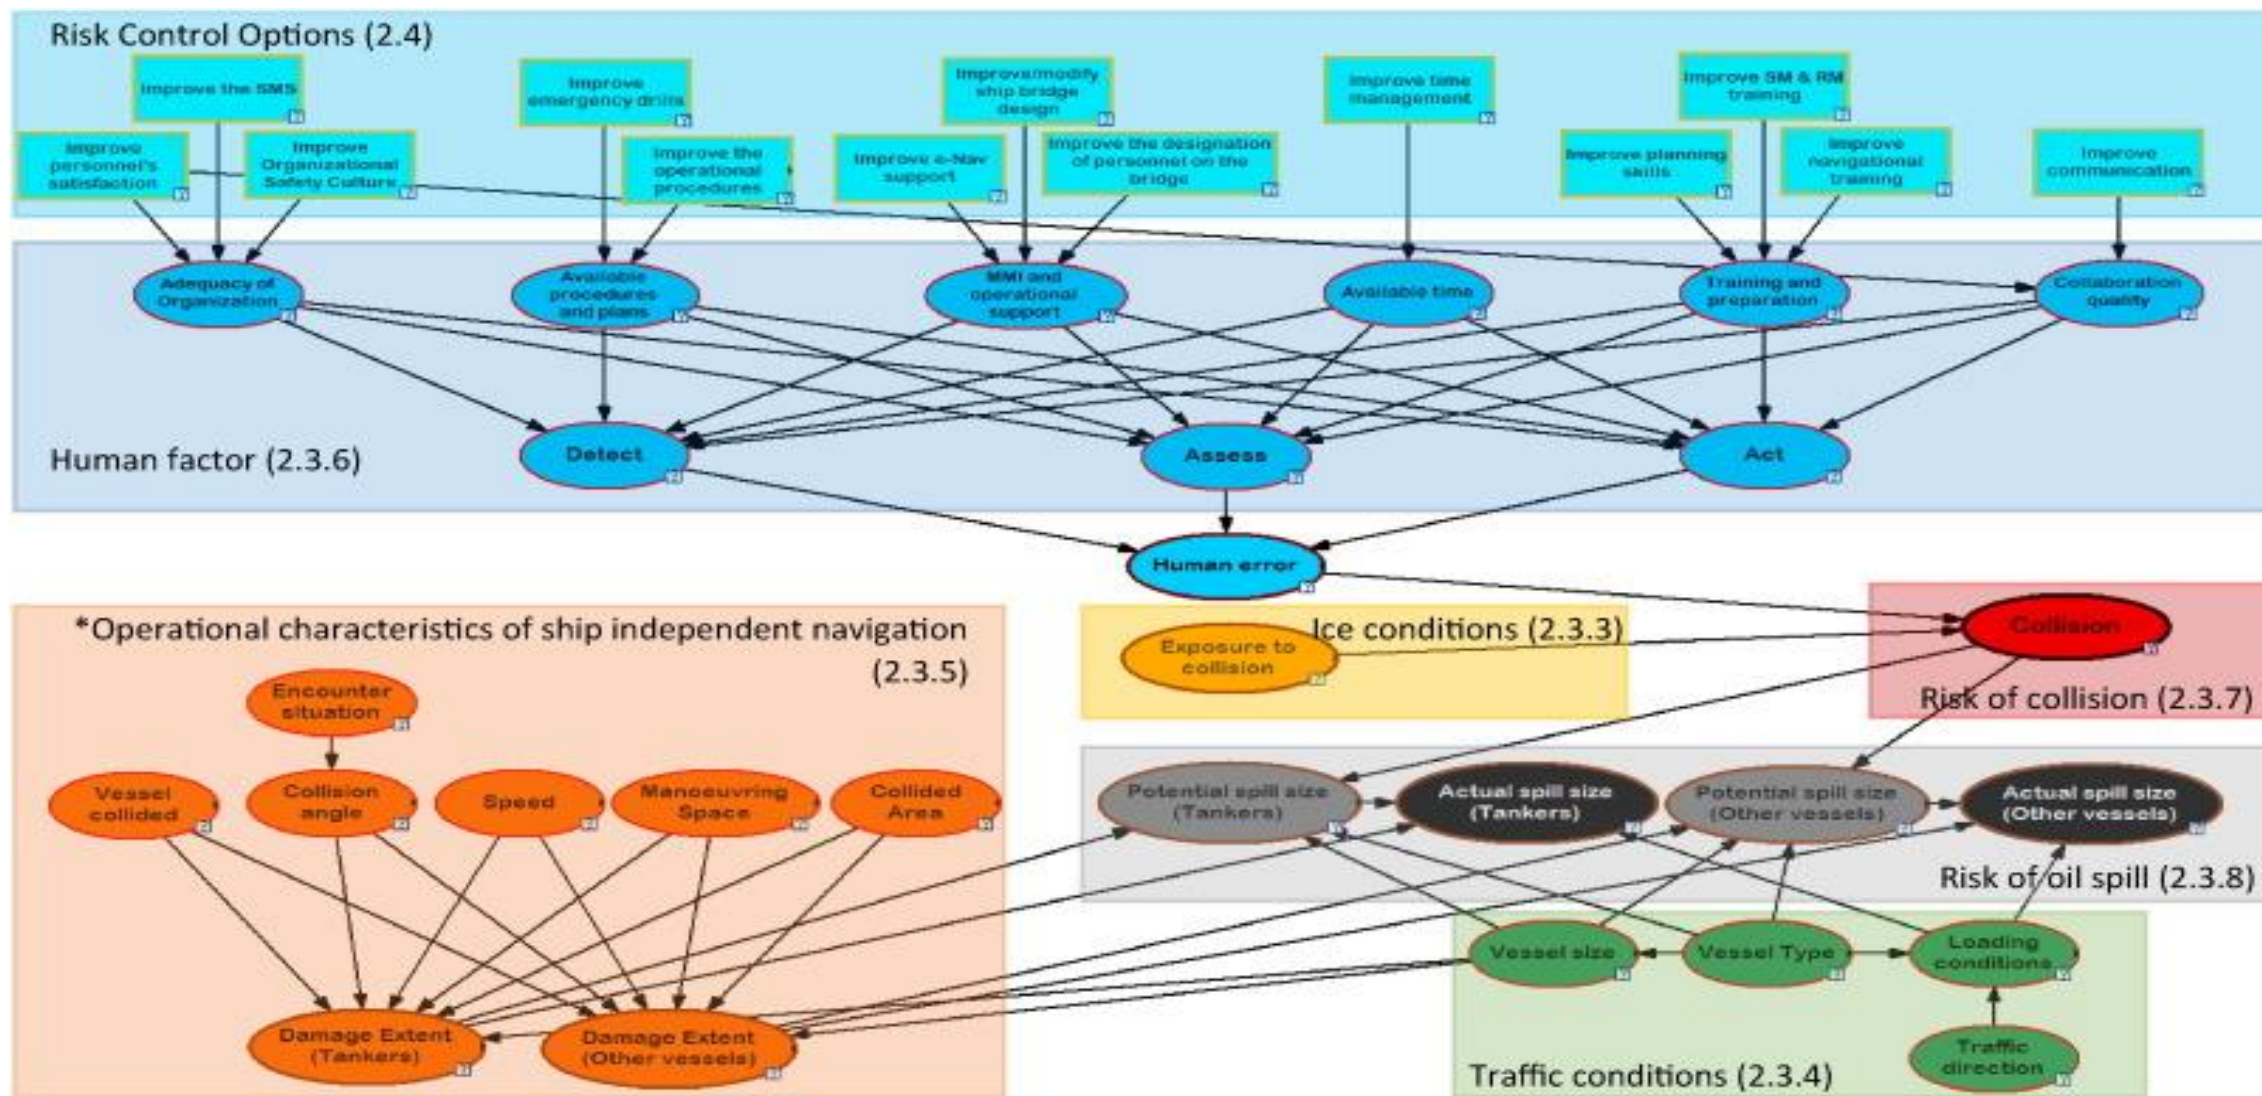 Risk Control Options (2.4)
Improve the SMS
Improve
emergency drills
Improve/modify
ship bridge
design
Improve time
management
Improve SM & RM
training
Improve
personnel's
satisfaction
Improve
Organizational
Safety Culture
Improve the
operational
procedures
Improve e-Nav
support
Improve the designation
of personnel on the
bridge
Improve planning
skills
Improve
navigational
training
Improve
communication
Adequacy of
Organization
Available
procedures
and plans
MMI and
operational
support
Available time
Training and
preparation
Collaboration
quality
Human factor (2.3.6)
Detect
Assess
Act
Human error
*Operational characteristics of ship independent navigation
(2.3.5)
Ice conditions (2.3.3)
Exposure to
collision
Collision
Risk of collision (2.3.7)
Encounter
situation
Vessel
collided
Collision
angle
Speed
Manoeuvring
Space
Collided
Area
Potential spill size
(Tankers)
Actual spill size
(Tankers)
Potential spill size
(Other vessels)
Actual spill size
(Other vessels)
Risk of oil spill (2.3.8)
Vessel size
Vessel Type
Loading
conditions
Damage Extent
(Tankers)
Damage Extent
(Other vessels)
Traffic
direction
Traffic conditions (2.3.4)